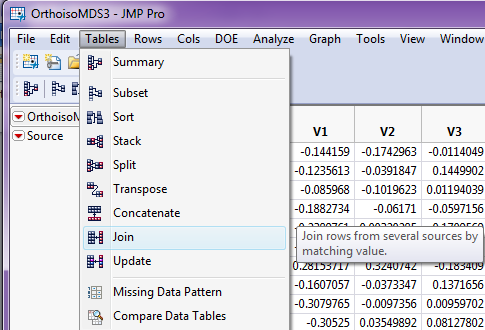 OrthoisoMDS3 - JMP Pro
File Edit Tables Rows Cols DOE Analyze Graph Tools View Window
Summary
Subset
Sort
Stack
Split
Transpose
Concatenate
Join
Update
Missing Data Pattern
Compare Data Tables
OrthoisoM
Source
Join rows from several sources by
matching value.
V1 V2 V3
-0.144159 -0.1742963 -0.0114049
-0.1235613 -0.0391847 0.1449902
-0.085968 -0.1019623 0.01194039
-0.1882734 -0.06171 -0.0597156
0.28153717 0.3240742 -0.183409
-0.1607057 -0.0373347 0.1371656
-0.3079765 -0.0097356 0.00959702
-0.30525 0.03549892 0.08127802